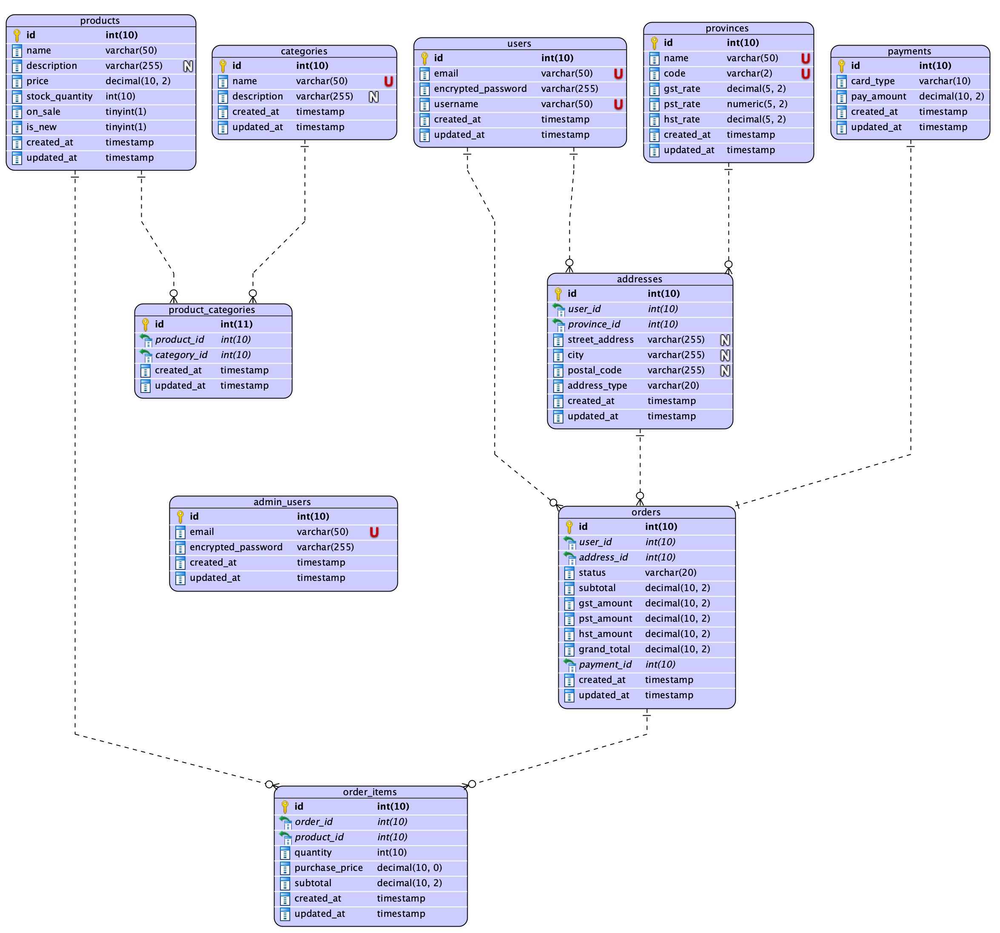 products
id int(10)
name varchar(50)
description varchar(255) N
price decimal(10, 2)
stock_quantity int(10)
on_sale tinyint(1)
is_new tinyint(1)
created_at timestamp
updated_at timestamp
categories
id int(10)
name varchar(50) U
description varchar(255) N
created_at timestamp
updated_at timestamp
users
id int(10)
email varchar(50) U
encrypted_password varchar(255)
username varchar(50) U
created_at timestamp
updated_at timestamp
provinces
id int(10)
name varchar(50) U
code varchar(2) U
gst_rate decimal(5, 2)
pst_rate numeric(5, 2)
hst_rate decimal(5, 2)
created_at timestamp
updated_at timestamp
payments
id int(10)
card_type varchar(10)
pay_amount decimal(10, 2)
created_at timestamp
updated_at timestamp
product_categories
id int(11)
product_id int(10)
category_id int(10)
created_at timestamp
updated_at timestamp
addresses
id int(10)
user_id int(10)
province_id int(10)
street_address varchar(255) N
city varchar(255) N
postal_code varchar(255) N
address_type varchar(20)
created_at timestamp
updated_at timestamp
admin_users
id int(10)
email varchar(50) U
encrypted_password varchar(255)
created_at timestamp
updated_at timestamp
orders
id int(10)
user_id int(10)
address_id int(10)
status varchar(20)
subtotal decimal(10, 2)
gst_amount decimal(10, 2)
pst_amount decimal(10, 2)
hst_amount decimal(10, 2)
grand_total decimal(10, 2)
payment_id int(10)
created_at timestamp
updated_at timestamp
order_items
id int(10)
order_id int(10)
product_id int(10)
quantity int(10)
purchase_price decimal(10, 0)
subtotal decimal(10, 2)
created_at timestamp
updated_at timestamp